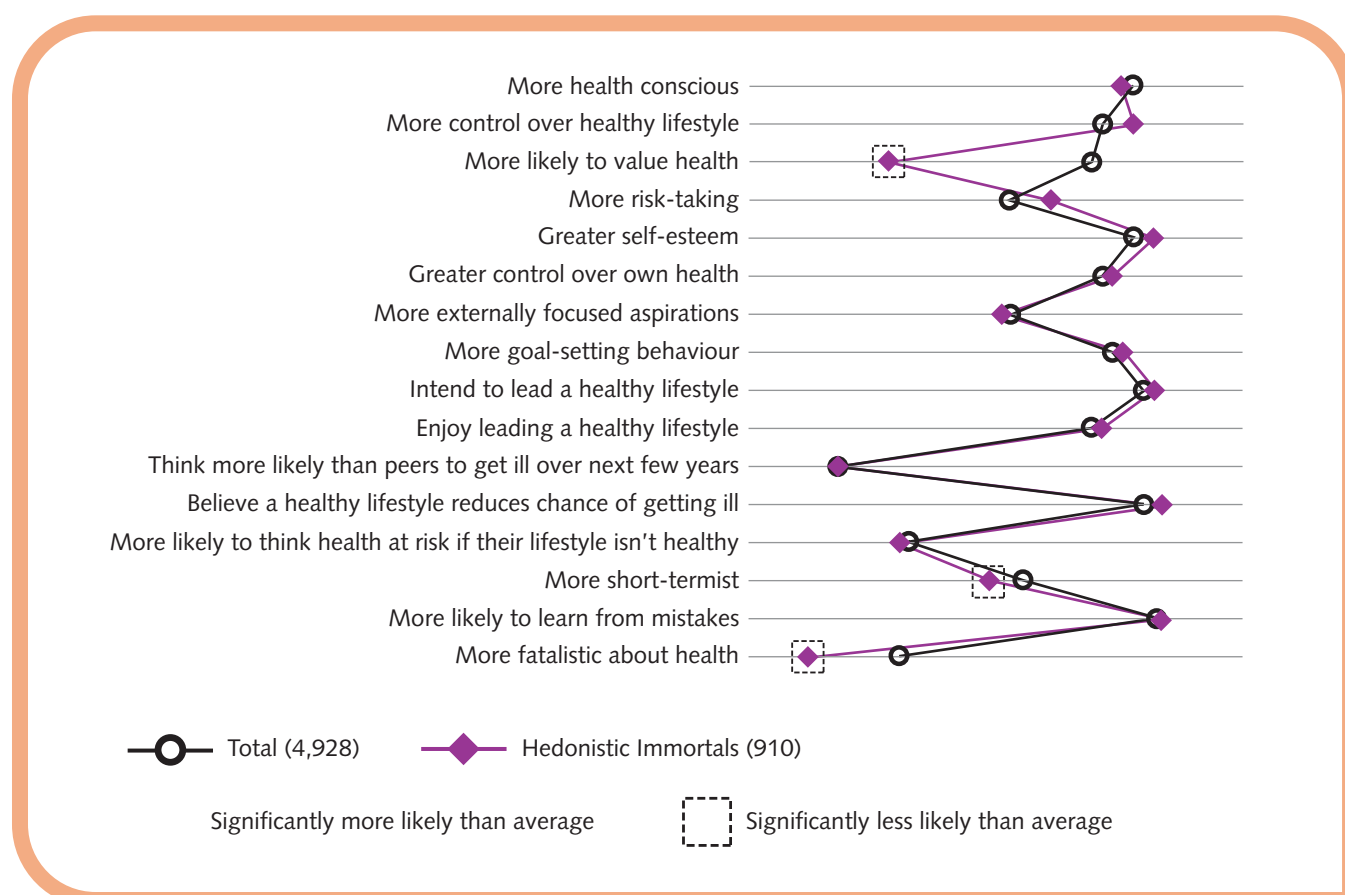 More health conscious
More control over healthy lifestyle
More likely to value health
More risk-taking
Greater self-esteem
Greater control over own health
More externally focused aspirations
More goal-setting behaviour
Intend to lead a healthy lifestyle
Enjoy leading a healthy lifestyle
Think more likely than peers to get ill over next few years
Believe a healthy lifestyle reduces chance of getting ill
More likely to think health at risk if their lifestyle isn't healthy
More short-termist
More likely to learn from mistakes
More fatalistic about health
Total (4,928) Hedonistic Immortals (910)
Significantly more likely than average Significantly less likely than average